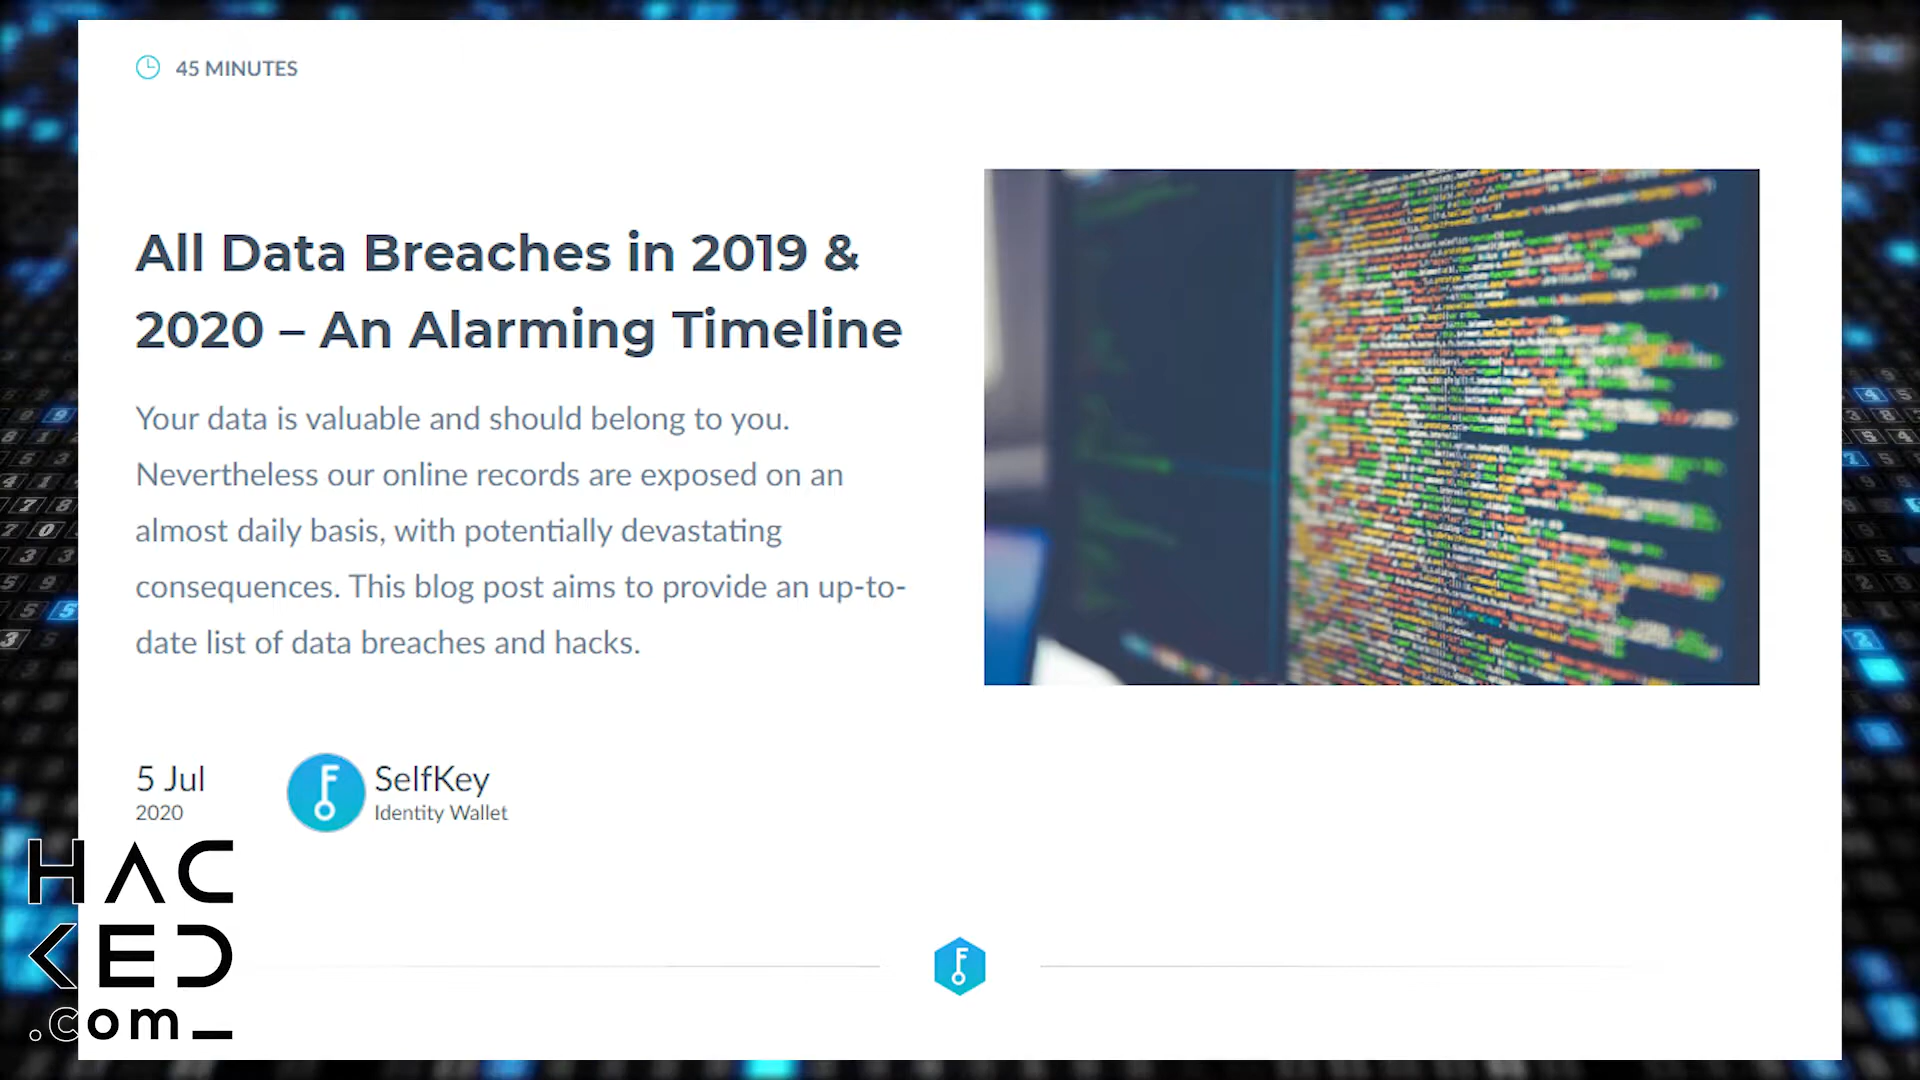 45 MINUTES
All Data Breaches in 2019 &
2020 – An Alarming Timeline
Your data is valuable and should belong to you.
Nevertheless our online records are exposed on an
almost daily basis, with potentially devastating
consequences. This blog post aims to provide an up-to-
date list of data breaches and hacks.
5 Jul
2020
SelfKey
Identity Wallet
HAC
KED
.com_